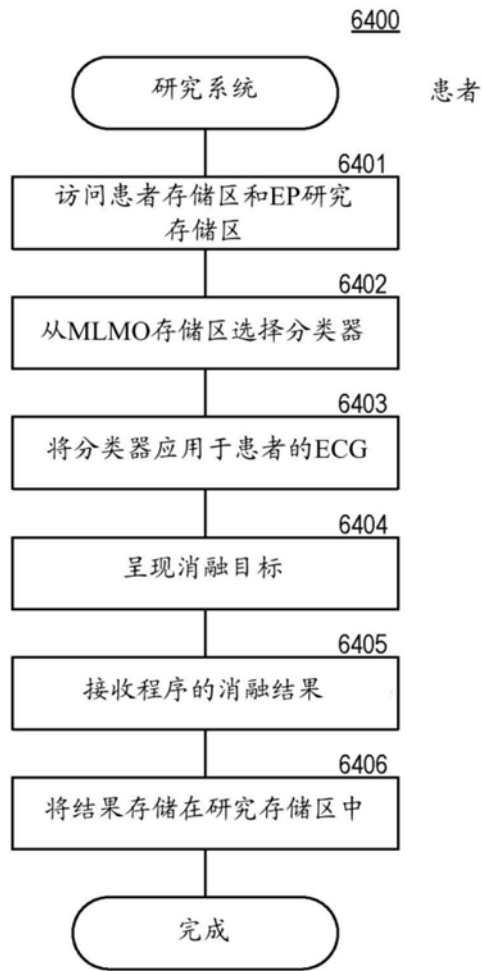 6400
研究系统
患者
6401
访问患者存储区和EP研究
存储区
6402
从MLMO存储区选择分类器
6403
将分类器应用于患者的ECG
6404
呈现消融目标
6405
接收程序的消融结果
6406
将结果存储在研究存储区中
完成